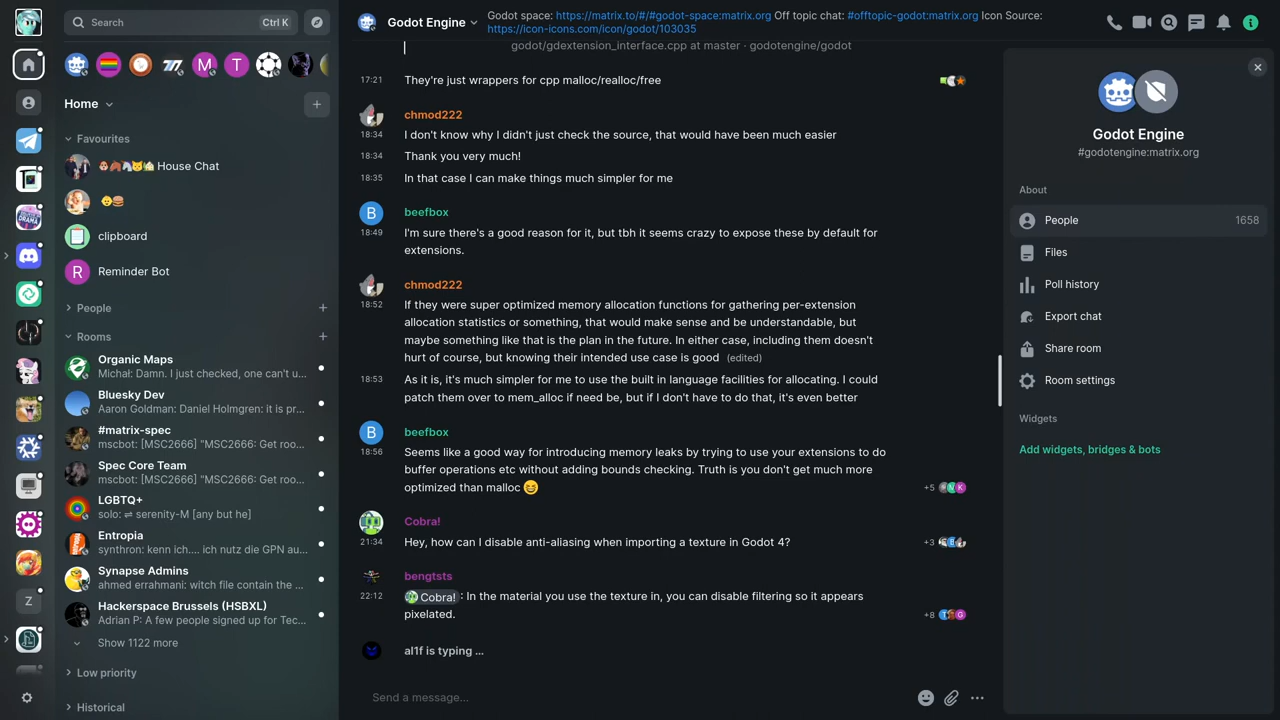 Search
Ctrl K
M
T
Home
Favourites
House Chat
clipboard
R
Reminder Bot
People
Rooms
Organic Maps
Michał: Damn. I just checked, one can't u...
Bluesky Dev
Aaron Goldman: Daniel Holmgren: it is pr...
#matrix-spec
mscbot: [MSC2666] "MSC2666: Get roo...
Spec Core Team
mscbot: [MSC2666] "MSC2666: Get roo...
LGBTQ+
solo: ⇌ serenity-M [any but he]
Entropia
synthron: kenn ich.... ich nutz die GPN au...
Synapse Admins
ahmed errahmani: witch file contain the ...
Hackerspace Brussels (HSBXL)
Adrian P: A few people signed up for Tec...
Show 1122 more
Low priority
Historical
Z
Godot Engine
Godot space: https://matrix.to/#/#godot-space:matrix.org Off topic chat: #offtopic-godot:matrix.org Icon Source:
https://icon-icons.com/icon/godot/103035
godot/gdextension_interface.cpp at master · godotengine/godot
17:21 They're just wrappers for cpp malloc/realloc/free
chmod222
18:34 I don't know why I didn't just check the source, that would have been much easier
18:34 Thank you very much!
18:35 In that case I can make things much simpler for me
B
beefbox
18:49 I'm sure there's a good reason for it, but tbh it seems crazy to expose these by default for
extensions.
chmod222
18:52 If they were super optimized memory allocation functions for gathering per-extension
allocation statistics or something, that would make sense and be understandable, but
maybe something like that is the plan in the future. In either case, including them doesn't
hurt of course, but knowing their intended use case is good (edited)
18:53 As it is, it's much simpler for me to use the built in language facilities for allocating. I could
patch them over to mem_alloc if need be, but if I don't have to do that, it's even better
B
beefbox
18:56 Seems like a good way for introducing memory leaks by trying to use your extensions to do
buffer operations etc without adding bounds checking. Truth is you don't get much more
optimized than malloc 😆
+5
Cobra!
21:34 Hey, how can I disable anti-aliasing when importing a texture in Godot 4?
+3
bengtsts
22:12 Cobra! : In the material you use the texture in, you can disable filtering so it appears
pixelated.
+8
al1f is typing ...
Send a message...
Godot Engine
#godotengine:matrix.org
About
People 1658
Files
Poll history
Export chat
Share room
Room settings
Widgets
Add widgets, bridges & bots